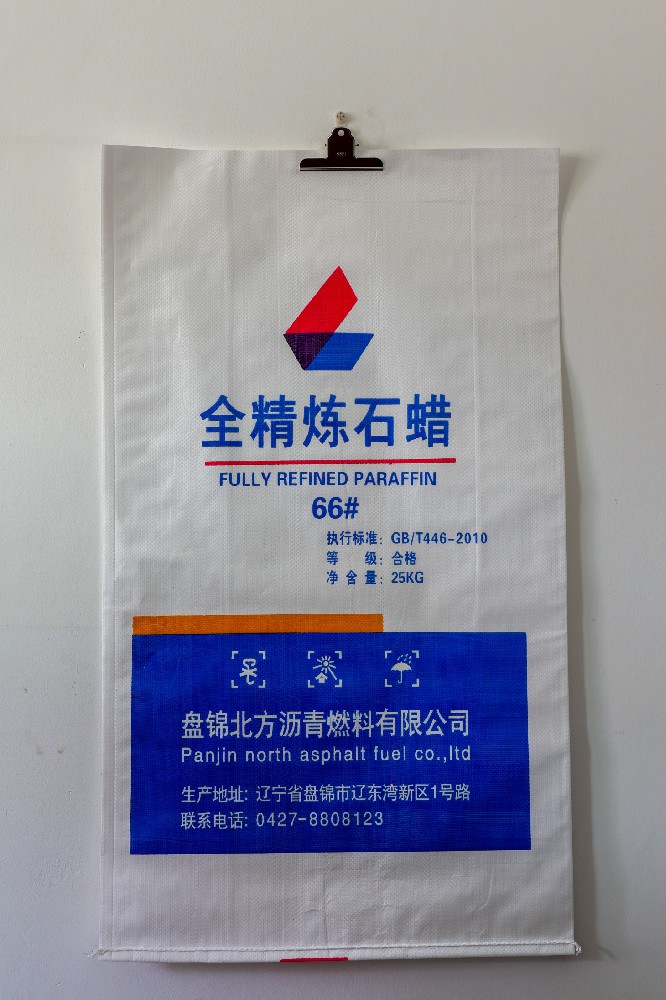 全精炼石蜡
FULLY REFINED PARAFFIN
66#
执行标准: GB/T446-2010
等 级: 合格
净 含 量: 25KG
盘锦北方沥青燃料有限公司
Panjin north asphalt fuel co.,ltd
生产地址: 辽宁省盘锦市辽东湾新区1号路
联系电话: 0427-8808123